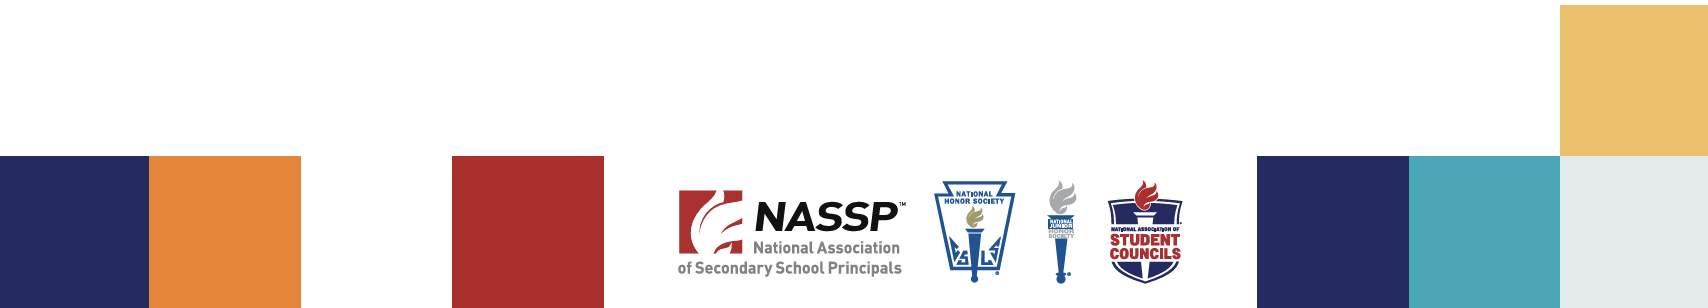 NASSP™
National Association
of Secondary School Principals
NATIONAL
HONOR SOCIETY
S L S
NATIONAL
JUNIOR
HONOR
SOCIETY
NATIONAL ASSOCIATION OF
STUDENT
COUNCILS